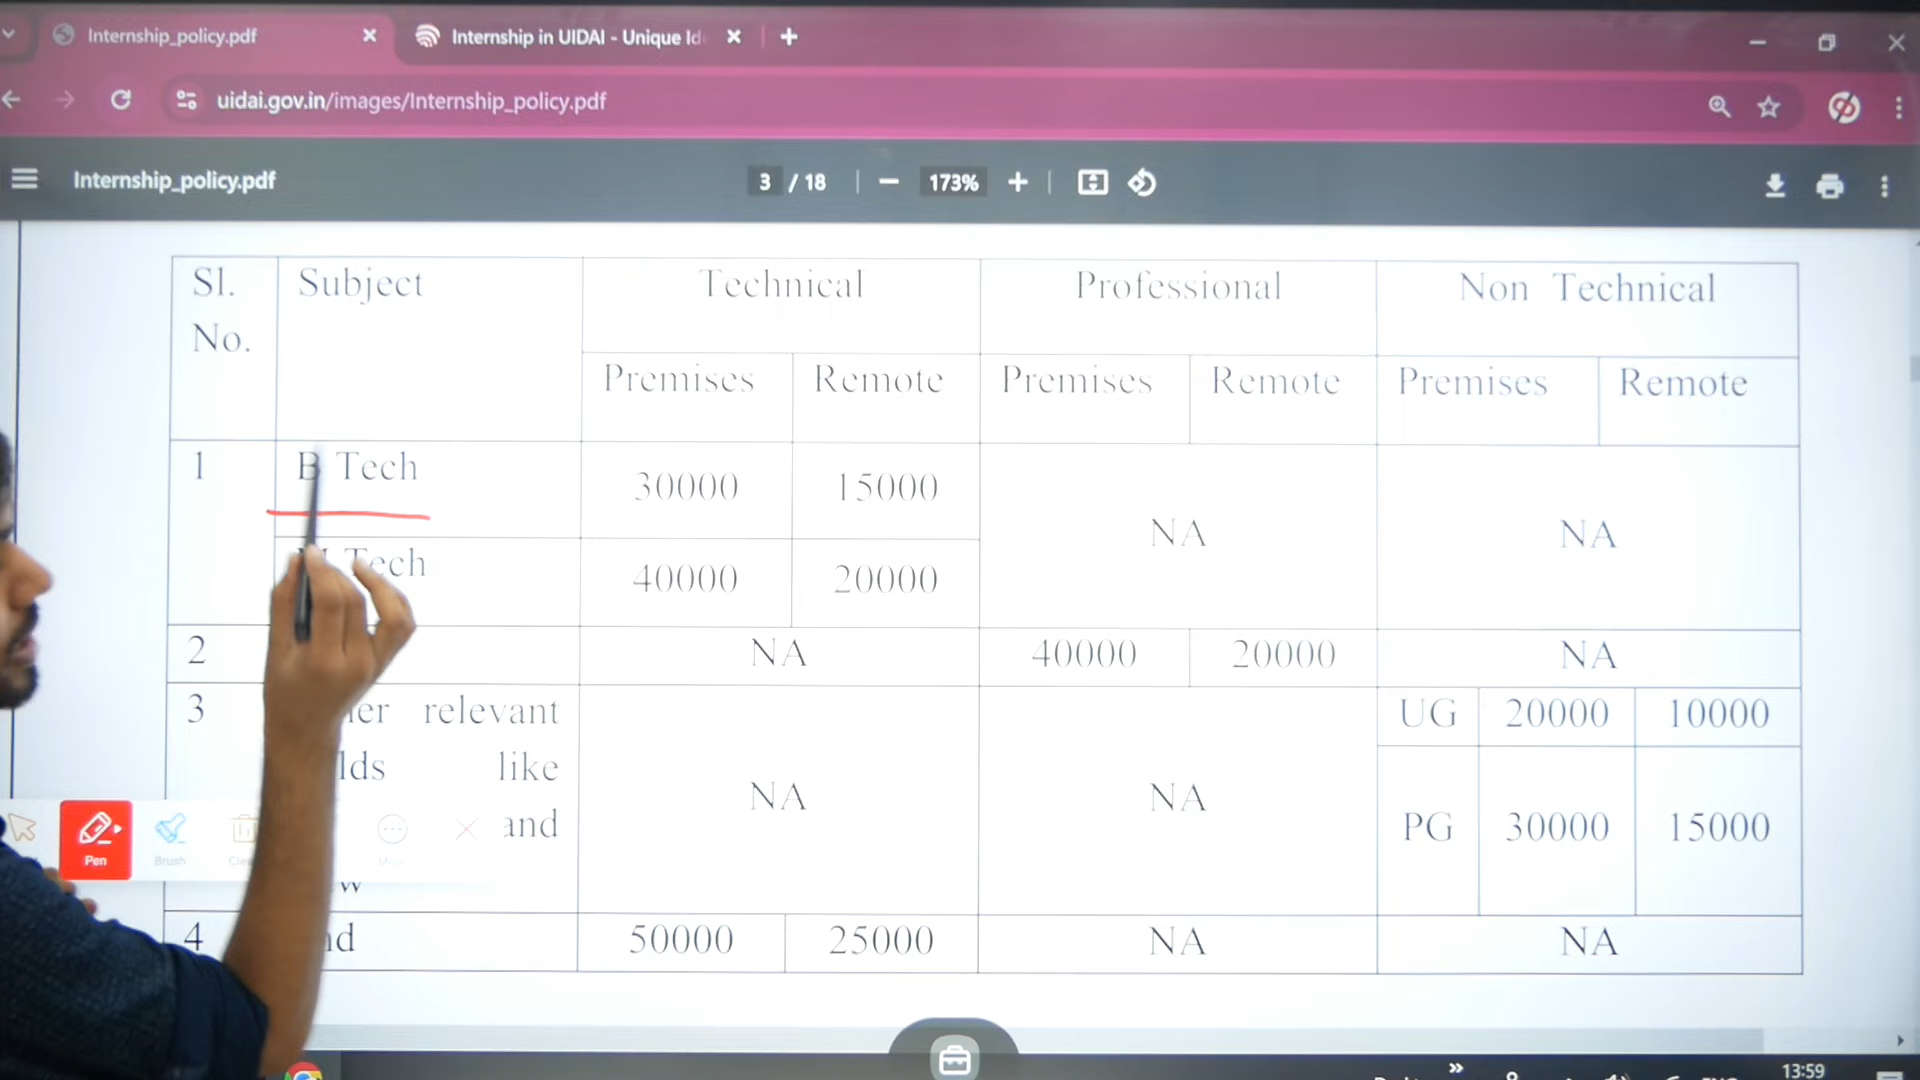 Internship_policy.pdf
Internship in UIDAI - Unique Id
uidai.gov.in/images/Internship_policy.pdf
Internship_policy.pdf
3 / 18
173%
Sl. No. Subject Technical Professional Non Technical
Premises Remote Premises Remote Premises Remote
1 B Tech 30000 15000 NA NA
Tech 40000 20000
2 NA 40000 20000 NA
3 relevant like and NA NA UG 20000 10000
PG 30000 15000
4 50000 25000 NA NA
Pen
Brush
13:59